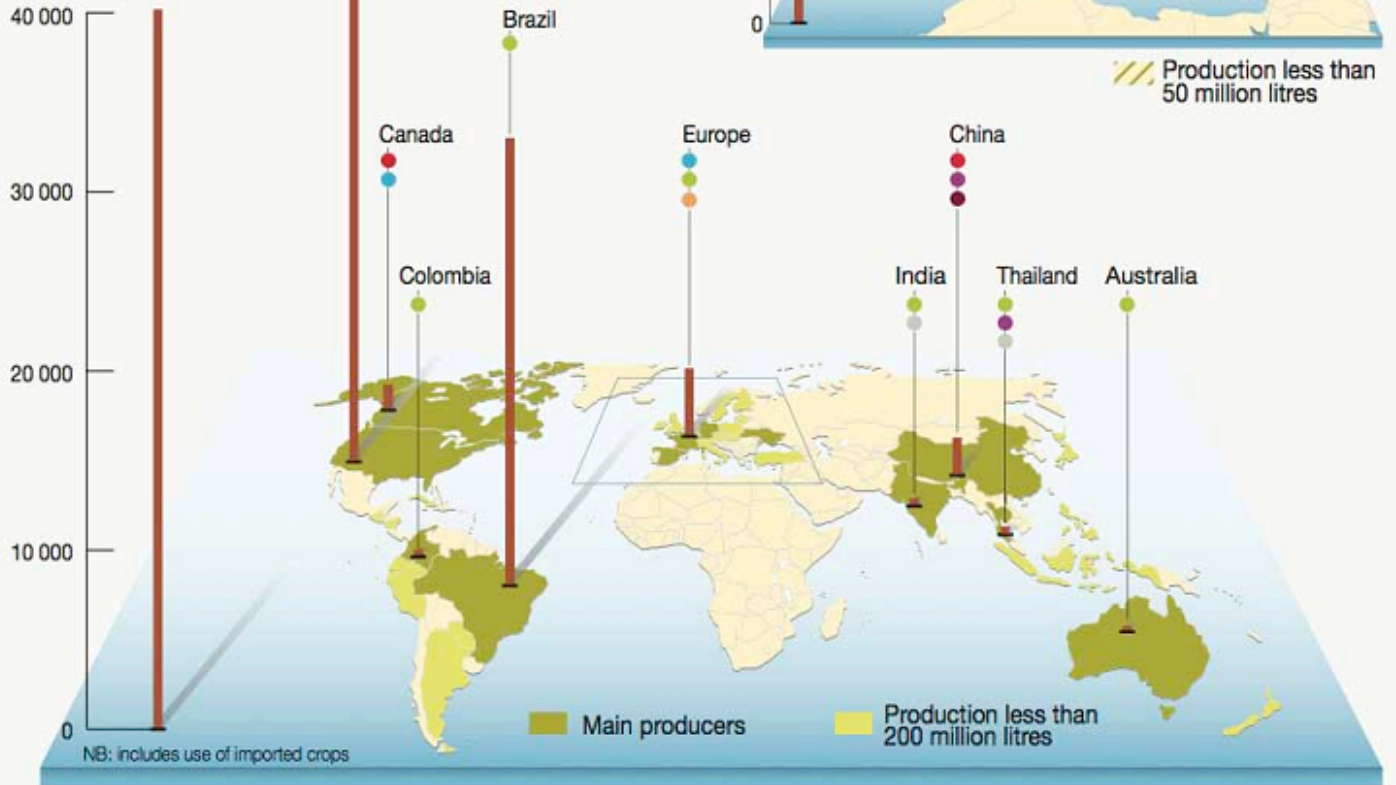 40 000
Brazil
0
Production less than
50 million litres
Canada
Europe
China
30 000
Colombia
India
Thailand
Australia
20 000
10 000
Main producers
Production less than
200 million litres
0
NB: includes use of imported crops